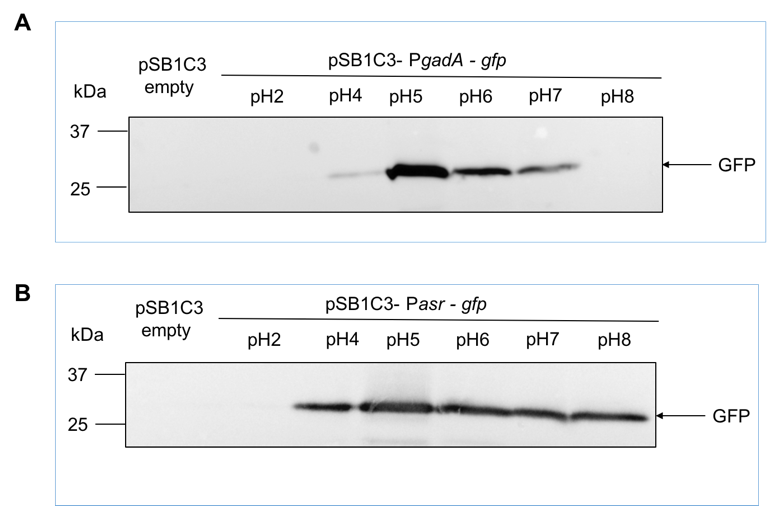 A
pSB1C3
empty
pSB1C3- PgadA - gfp
kDa
pH2 pH4 pH5 pH6 pH7 pH8
37
GFP
25
B
pSB1C3
empty
pSB1C3- Pasr - gfp
kDa
pH2 pH4 pH5 pH6 pH7 pH8
37
GFP
25